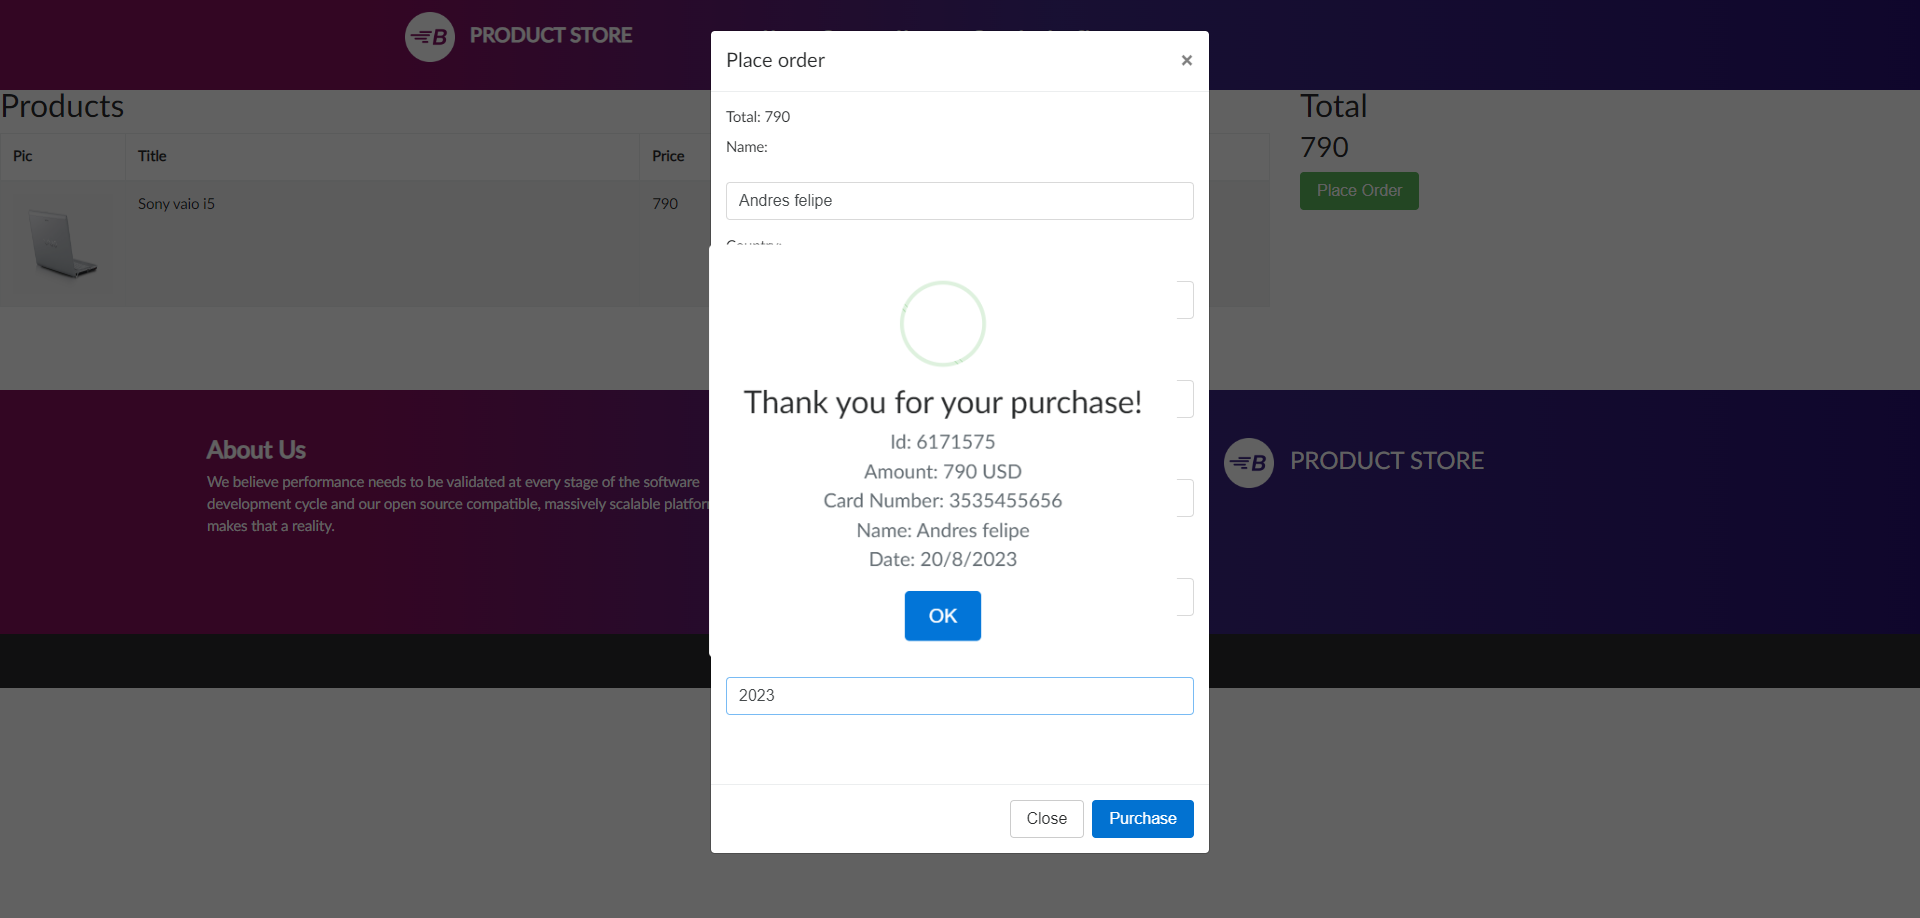 B PRODUCT STORE
Place order ×
Products
Total
790
Place Order
Pic Title Price
Sony vaio i5 790
Total: 790
Name:
Andres felipe
Country:
Thank you for your purchase!
Id: 6171575
Amount: 790 USD
Card Number: 3535455656
Name: Andres felipe
Date: 20/8/2023
OK
2023
Close Purchase
About Us
We believe performance needs to be validated at every stage of the software
development cycle and our open source compatible, massively scalable platfor
makes that a reality.
B PRODUCT STORE